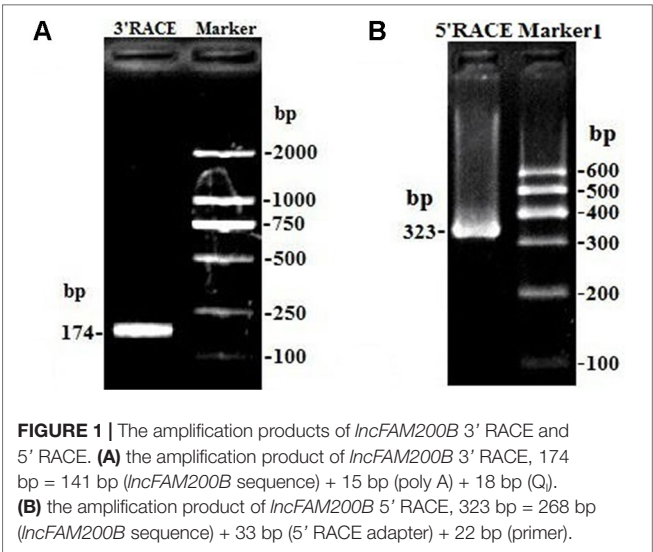 A
3'RACE Marker
bp
-2000
-1000
-750
-500
bp
-250
174-
-100
B
5'RACE Marker1
bp
-600
-500
bp
-400
323-
-300
-200
-100
FIGURE 1 | The amplification products of lncFAM200B 3’ RACE and
5’ RACE. (A) the amplification product of lncFAM200B 3’ RACE, 174
bp = 141 bp (lncFAM200B sequence) + 15 bp (poly A) + 18 bp (Qi).
(B) the amplification product of lncFAM200B 5’ RACE, 323 bp = 268 bp
(lncFAM200B sequence) + 33 bp (5’ RACE adapter) + 22 bp (primer).